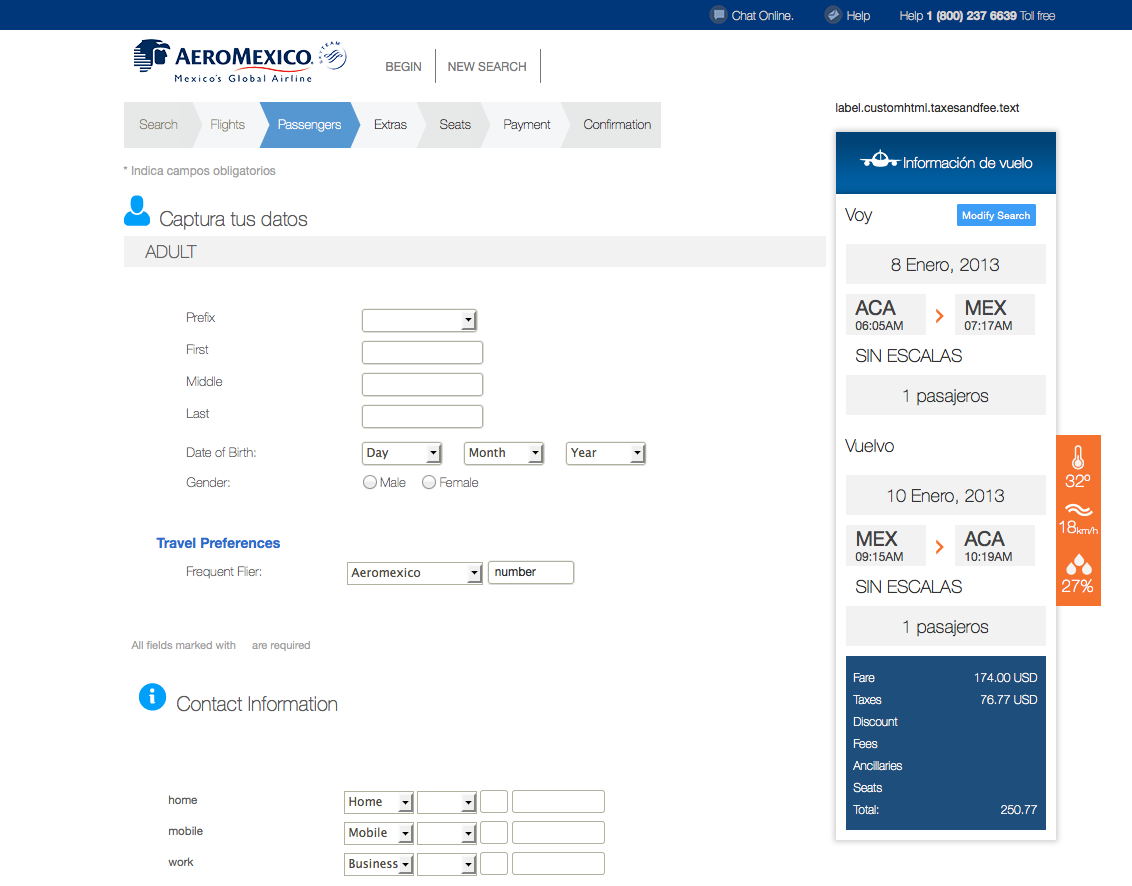 Chat Online.
Help
Help 1 (800) 237 6639 Toll free
AEROMEXICO.
SKYTEAM
Mexico's Global Airline
BEGIN
NEW SEARCH
Search
Flights
Passengers
Extras
Seats
Payment
Confirmation
* Indica campos obligatorios
Captura tus datos
ADULT
Prefix
First
Middle
Last
Date of Birth:
Day
Month
Year
Gender:
Male
Female
Travel Preferences
Frequent Flier:
Aeromexico
number
All fields marked with are required
Contact Information
home
Home
mobile
Mobile
work
Business
label.customhtml.taxesandfee.text
Información de vuelo
Voy
Modify Search
8 Enero, 2013
ACA
06:05AM
MEX
07:17AM
SIN ESCALAS
1 pasajeros
Vuelvo
10 Enero, 2013
MEX
09:15AM
ACA
10:19AM
SIN ESCALAS
1 pasajeros
Fare 174.00 USD
Taxes 76.77 USD
Discount
Fees
Ancillaries
Seats
Total: 250.77
32º
18km/h
27%